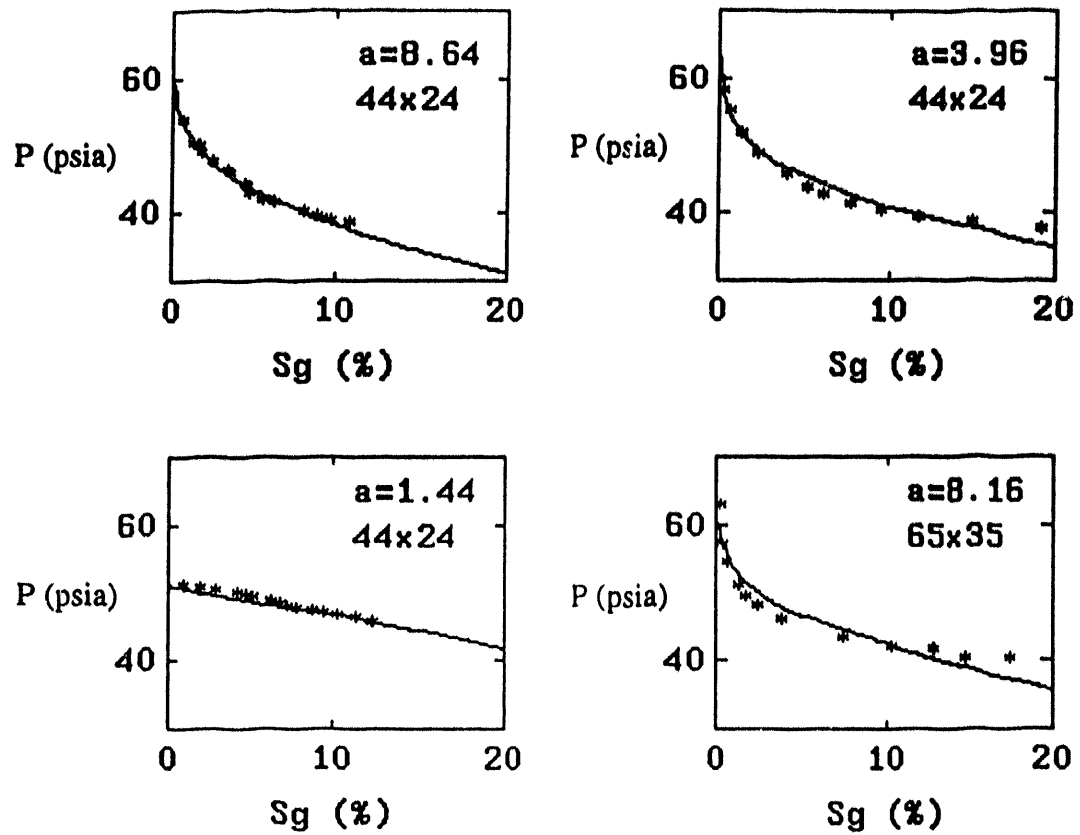 a=8.64
44x24
60
P (psia)
40
0 10 20
Sg (%)
a=3.96
44x24
60
P (psia)
40
0 10 20
Sg (%)
a=1.44
44x24
60
P (psia)
40
0 10 20
Sg (%)
a=8.16
65x35
60
P (psia)
40
0 10 20
Sg (%)